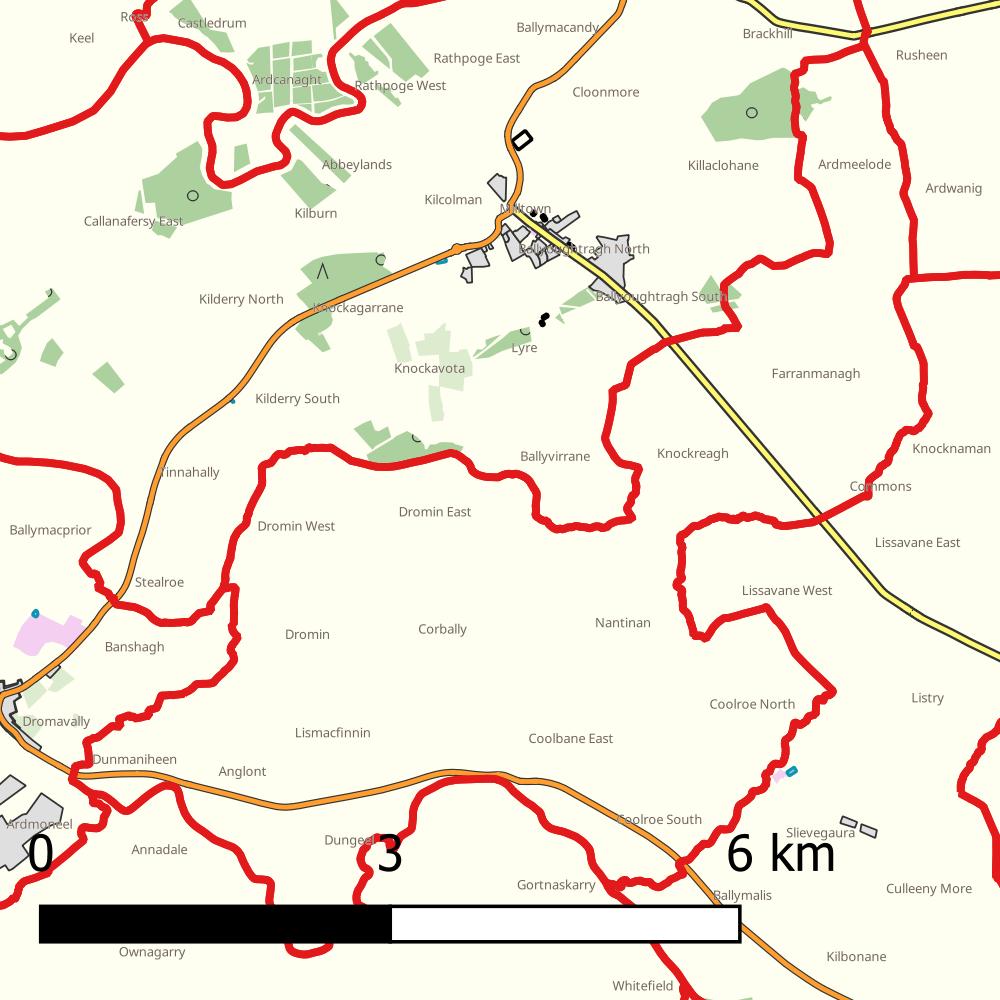 Ross
Castledrum
Keel
Ballymacandy
Brackhill
Rusheen
Rathpoge East
Ardcanaght
Rathpoge West
Cloonmore
Abbeylands
Killaclohane
Ardmeelode
Ardwanig
Kilcolman
Milltown
Kilburn
Callanafersy East
Ballyoughtragh North
Kilderry North
Knockagarrane
Ballyoughtragh South
Lyre
Knockavota
Farranmanagh
Kilderry South
Knocknaman
Ballyvirrane
Knockreagh
Tinnahally
Commons
Dromin West
Dromin East
Ballymacprior
Lissavane East
Stealroe
Lissavane West
Dromin
Corbally
Nantinan
Banshagh
Listry
Coolroe North
Dromavally
Lismacfinnin
Coolbane East
Dunmaniheen
Anglont
Coolroe South
Ardmoneel
Slievegaura
Dungeel
Annadale
0
3
6 km
Gortnaskarry
Culleeny More
Ballymalis
Ownagarry
Kilbonane
Whitefield